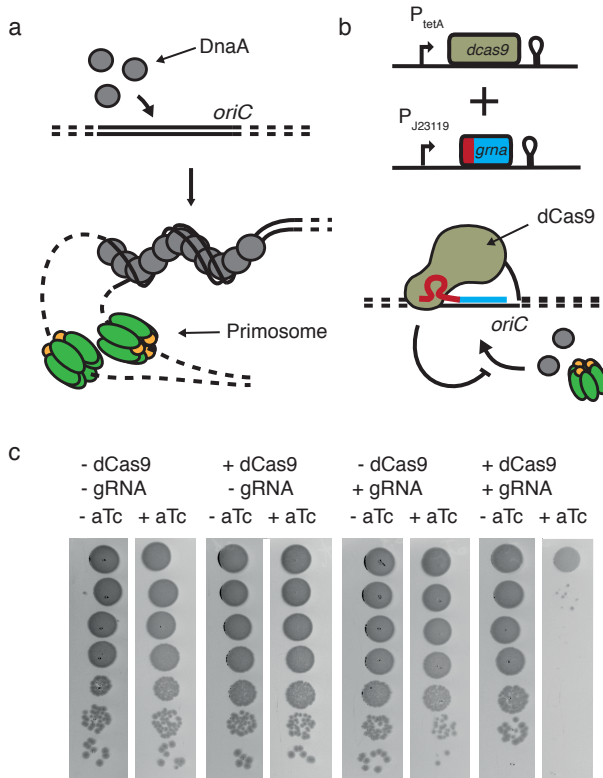 a
DnaA
oriC
Primosome
b
PtetA
dcas9
+
PJ23119
grna
dCas9
oriC
c
- dCas9 + dCas9 - dCas9 + dCas9
- gRNA - gRNA + gRNA + gRNA
- aTc + aTc - aTc + aTc - aTc + aTc - aTc + aTc